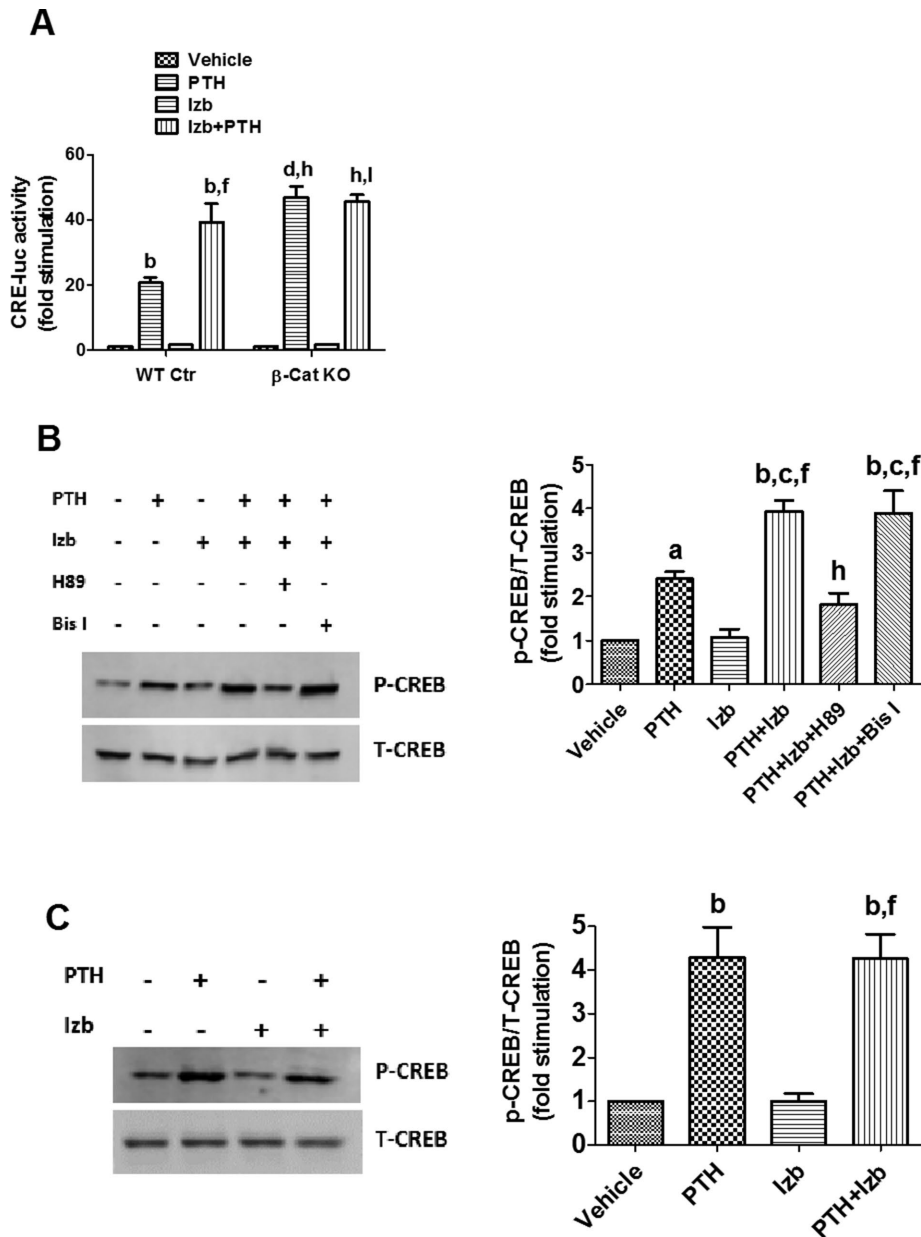 A
Vehicle
PTH
Izb
Izb+PTH
CRE-luc activity
(fold stimulation)
60
40
20
0
b
b,f
d,h
h,l
WT Ctr
β-Cat KO
B
PTH - + - + + +
Izb - - + + + +
H89 - - - - + -
Bis I - - - - - +
P-CREB
T-CREB
p-CREB/T-CREB
(fold stimulation)
5
4
3
2
1
0
a
b,c,f
h
b,c,f
Vehicle
PTH
Izb
PTH+Izb
PTH+Izb+H89
PTH+Izb+Bis I
C
PTH - + - +
Izb - - + +
P-CREB
T-CREB
p-CREB/T-CREB
(fold stimulation)
5
4
3
2
1
0
b
b,f
Vehicle
PTH
Izb
PTH+Izb